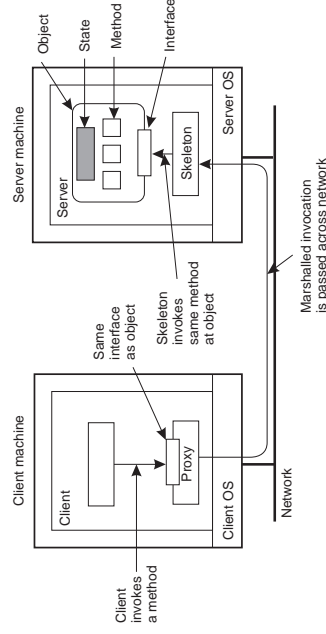 Client machine
Server machine
Object
State
Method
Interface
Client
invokes
a method
Client
Same
interface
as object
Proxy
Client OS
Server
Skeleton
invokes
same method
at object
Skeleton
Server OS
Network
Marshalled invocation
is passed across network